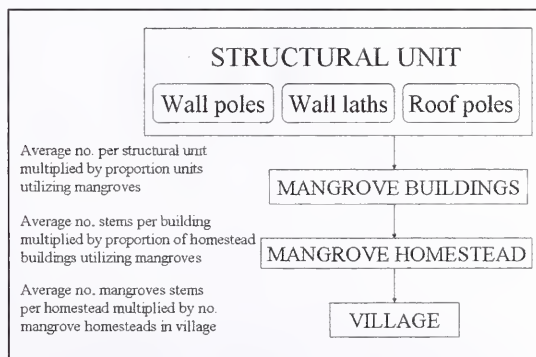 STRUCTURAL UNIT
Wall poles Wall laths Roof poles
Average no. per structural unit
multiplied by proportion units
utilizing mangroves
MANGROVE BUILDINGS
Average no. stems per building
multiplied by proportion of homestead
buildings utilizing mangroves
MANGROVE HOMESTEAD
Average no. mangroves stems
per homestead multiplied by no.
mangrove homesteads in village
VILLAGE